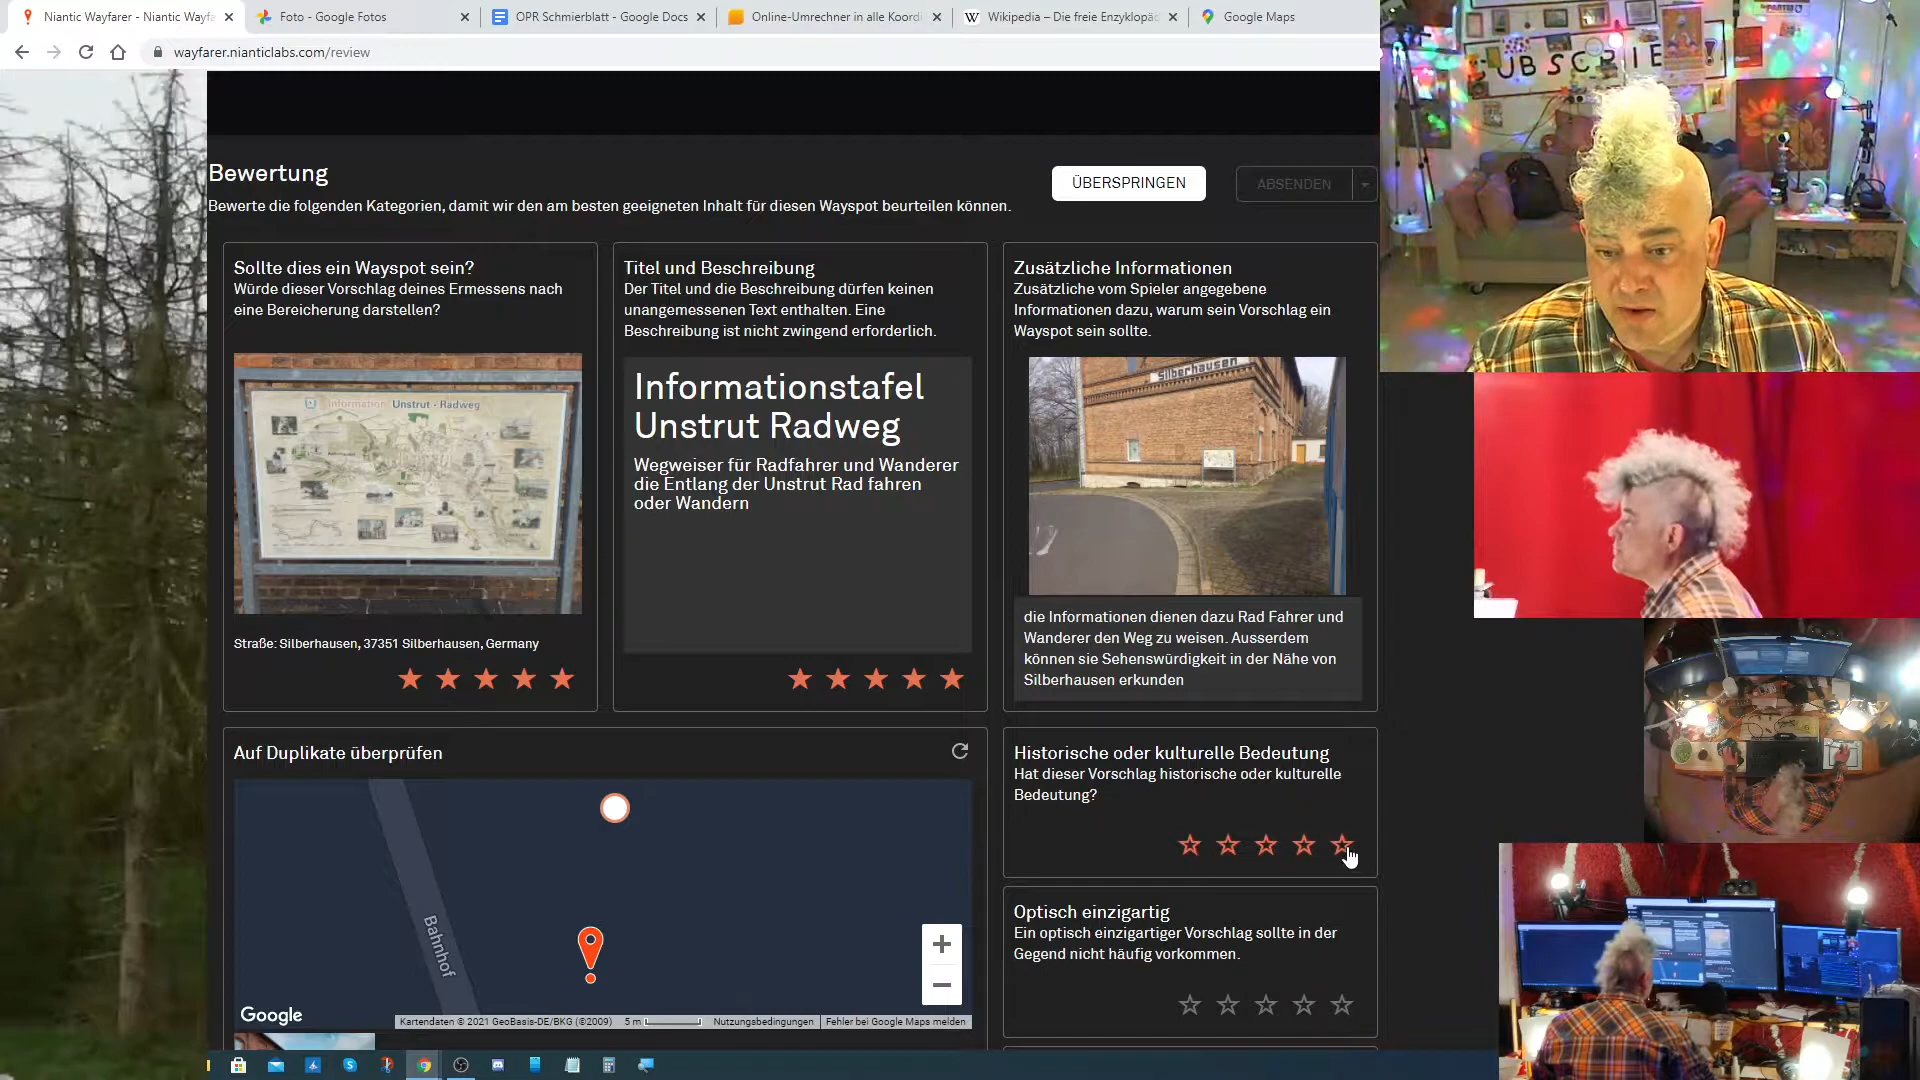 Niantic Wayfarer - Niantic Wayfa
Foto - Google Fotos
OPR Schmierblatt - Google Docs
Online-Umrechner in alle Koordi
Wikipedia – Die freie Enzyklopäd
Google Maps
wayfarer.nianticlabs.com/review
UBSCRIE
Bewertung
Bewerte die folgenden Kategorien, damit wir den am besten geeigneten Inhalt für diesen Wayspot beurteilen können.
ÜBERSPRINGEN
ABSENDEN
Sollte dies ein Wayspot sein?
Würde dieser Vorschlag deines Ermessens nach
eine Bereicherung darstellen?
Information Unstrut - Radweg
Straße: Silberhausen, 37351 Silberhausen, Germany
Titel und Beschreibung
Der Titel und die Beschreibung dürfen keinen
unangemessenen Text enthalten. Eine
Beschreibung ist nicht zwingend erforderlich.
Informationstafel
Unstrut Radweg
Wegweiser für Radfahrer und Wanderer
die Entlang der Unstrut Rad fahren
oder Wandern
Zusätzliche Informationen
Zusätzliche vom Spieler angegebene
Informationen dazu, warum sein Vorschlag ein
Wayspot sein sollte.
Silberhausen
die Informationen dienen dazu Rad Fahrer und
Wanderer den Weg zu weisen. Ausserdem
können sie Sehenswürdigkeit in der Nähe von
Silberhausen erkunden
Auf Duplikate überprüfen
Bahnhof
Google
Kartendaten © 2021 GeoBasis-DE/BKG (©2009)
5 m
Nutzungsbedingungen
Fehler bei Google Maps melden
Historische oder kulturelle Bedeutung
Hat dieser Vorschlag historische oder kulturelle
Bedeutung?
Optisch einzigartig
Ein optisch einzigartiger Vorschlag sollte in der
Gegend nicht häufig vorkommen.